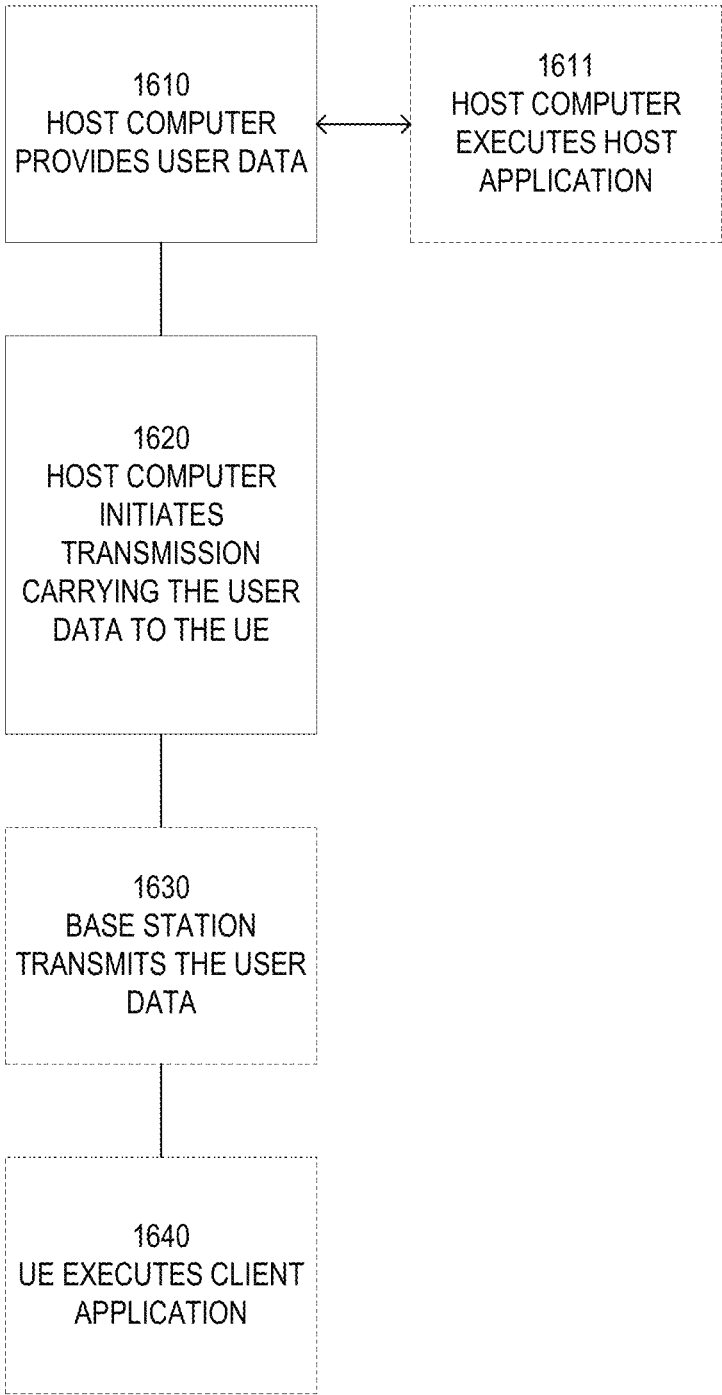 1610
HOST COMPUTER
PROVIDES USER DATA
1611
HOST COMPUTER
EXECUTES HOST
APPLICATION
1620
HOST COMPUTER
INITIATES
TRANSMISSION
CARRYING THE USER
DATA TO THE UE
1630
BASE STATION
TRANSMITS THE USER
DATA
1640
UE EXECUTES CLIENT
APPLICATION